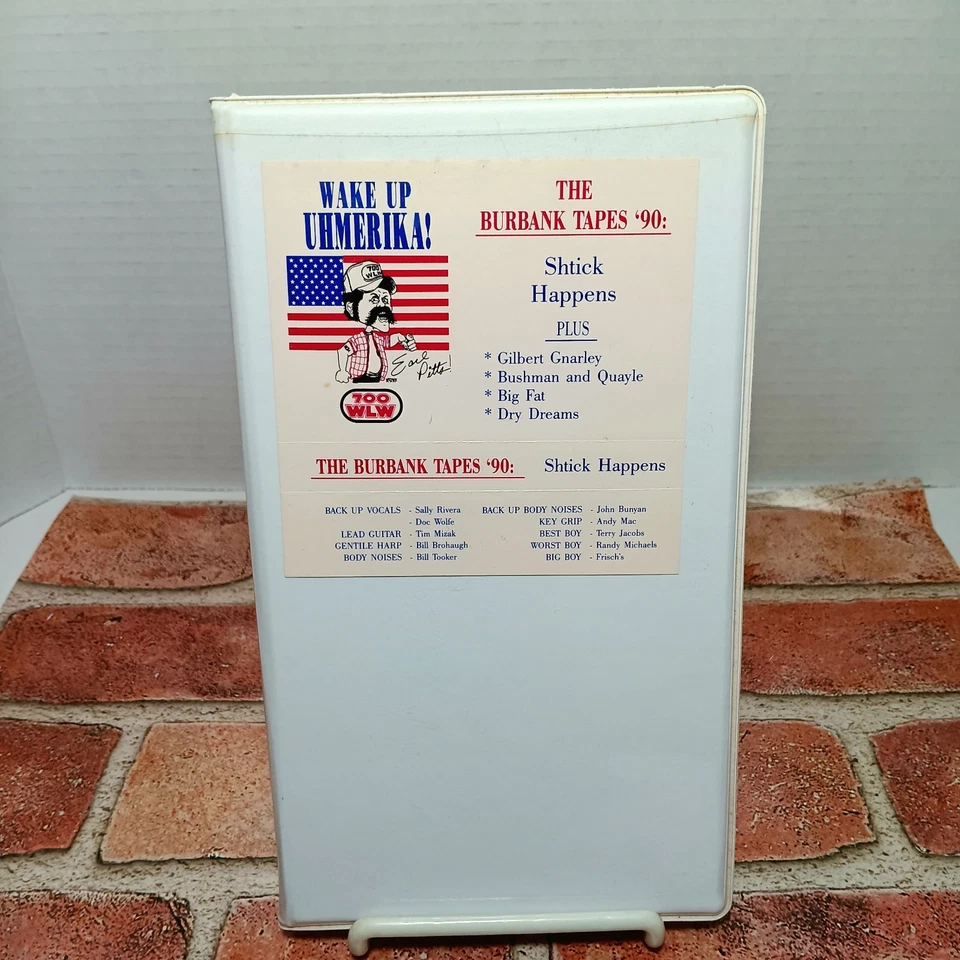 WAKE UP
UHMERIKA!
700
WLW
Earl
Pitts!
700
WLW
THE
BURBANK TAPES ‘90:
Shtick
Happens
PLUS
* Gilbert Gnarley
* Bushman and Quayle
* Big Fat
* Dry Dreams
THE BURBANK TAPES ‘90: Shtick Happens
BACK UP VOCALS - Sally Rivera
- Doc Wolfe
LEAD GUITAR - Tim Mizak
GENTILE HARP - Bill Brohaugh
BODY NOISES - Bill Tooker
BACK UP BODY NOISES - John Bunyan
KEY GRIP - Andy Mac
BEST BOY - Terry Jacobs
WORST BOY - Randy Michaels
BIG BOY - Frisch's